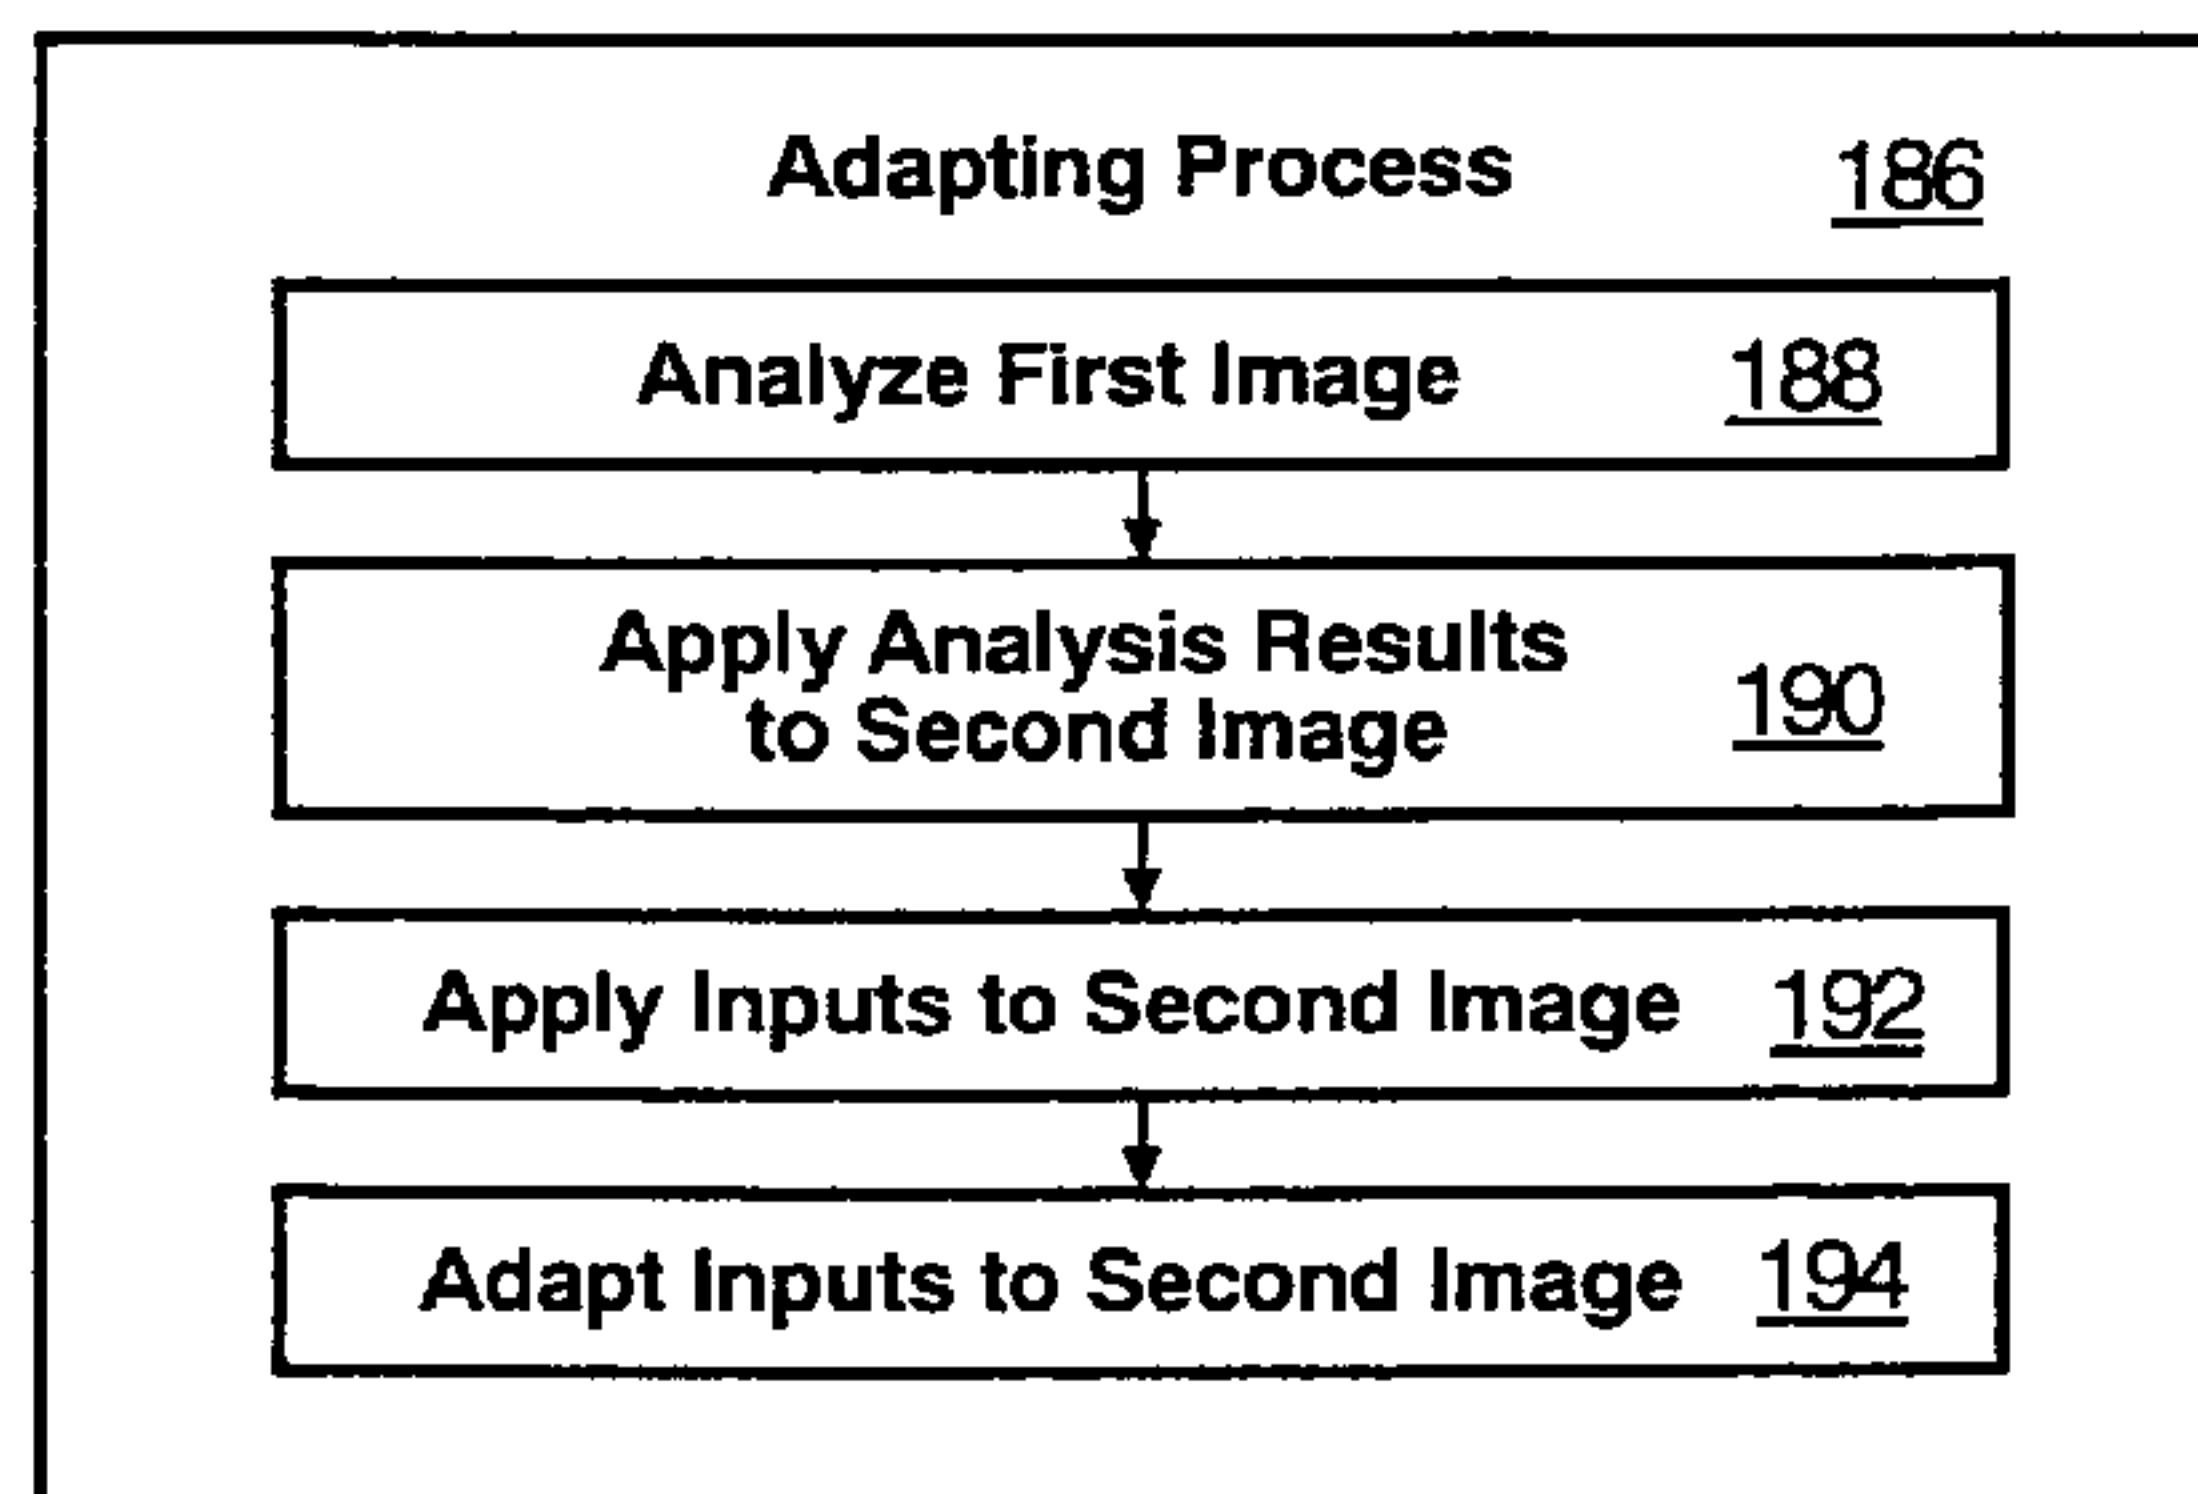 Adapting Process 186
Analyze First Image 188
Apply Analysis Results
to Second Image 190
Apply Inputs to Second Image 192
Adapt Inputs to Second Image 194